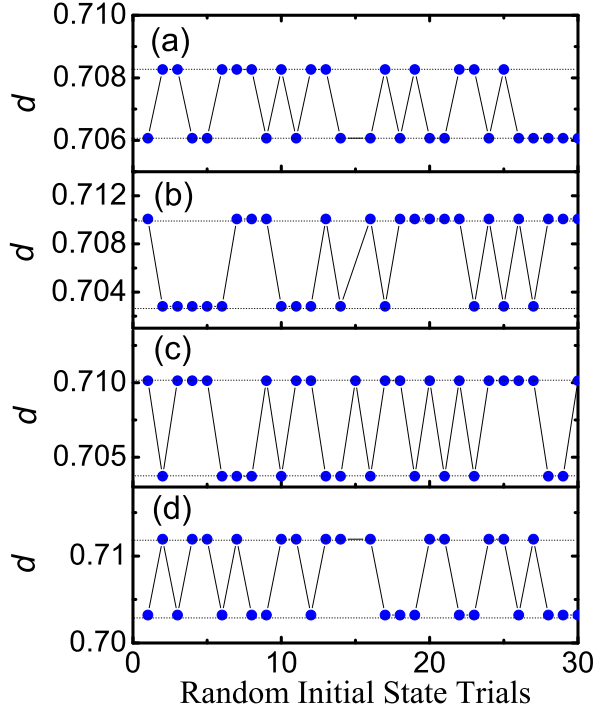 0.710
(a)
0.708
d
0.706
0.712
(b)
0.708
d
0.704
(c)
0.710
d
0.705
(d)
0.71
d
0.70
0 10 20 30
Random Initial State Trials